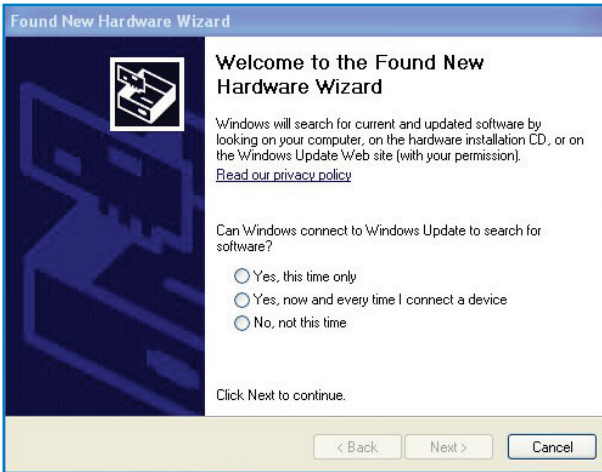 Found New Hardware Wizard
Welcome to the Found New
Hardware Wizard
Windows will search for current and updated software by
looking on your computer, on the hardware installation CD, or on
the Windows Update Web site (with your permission).
Read our privacy policy
Can Windows connect to Windows Update to search for
software?
Yes, this time only
Yes, now and every time I connect a device
No, not this time
Click Next to continue.
< Back Next > Cancel